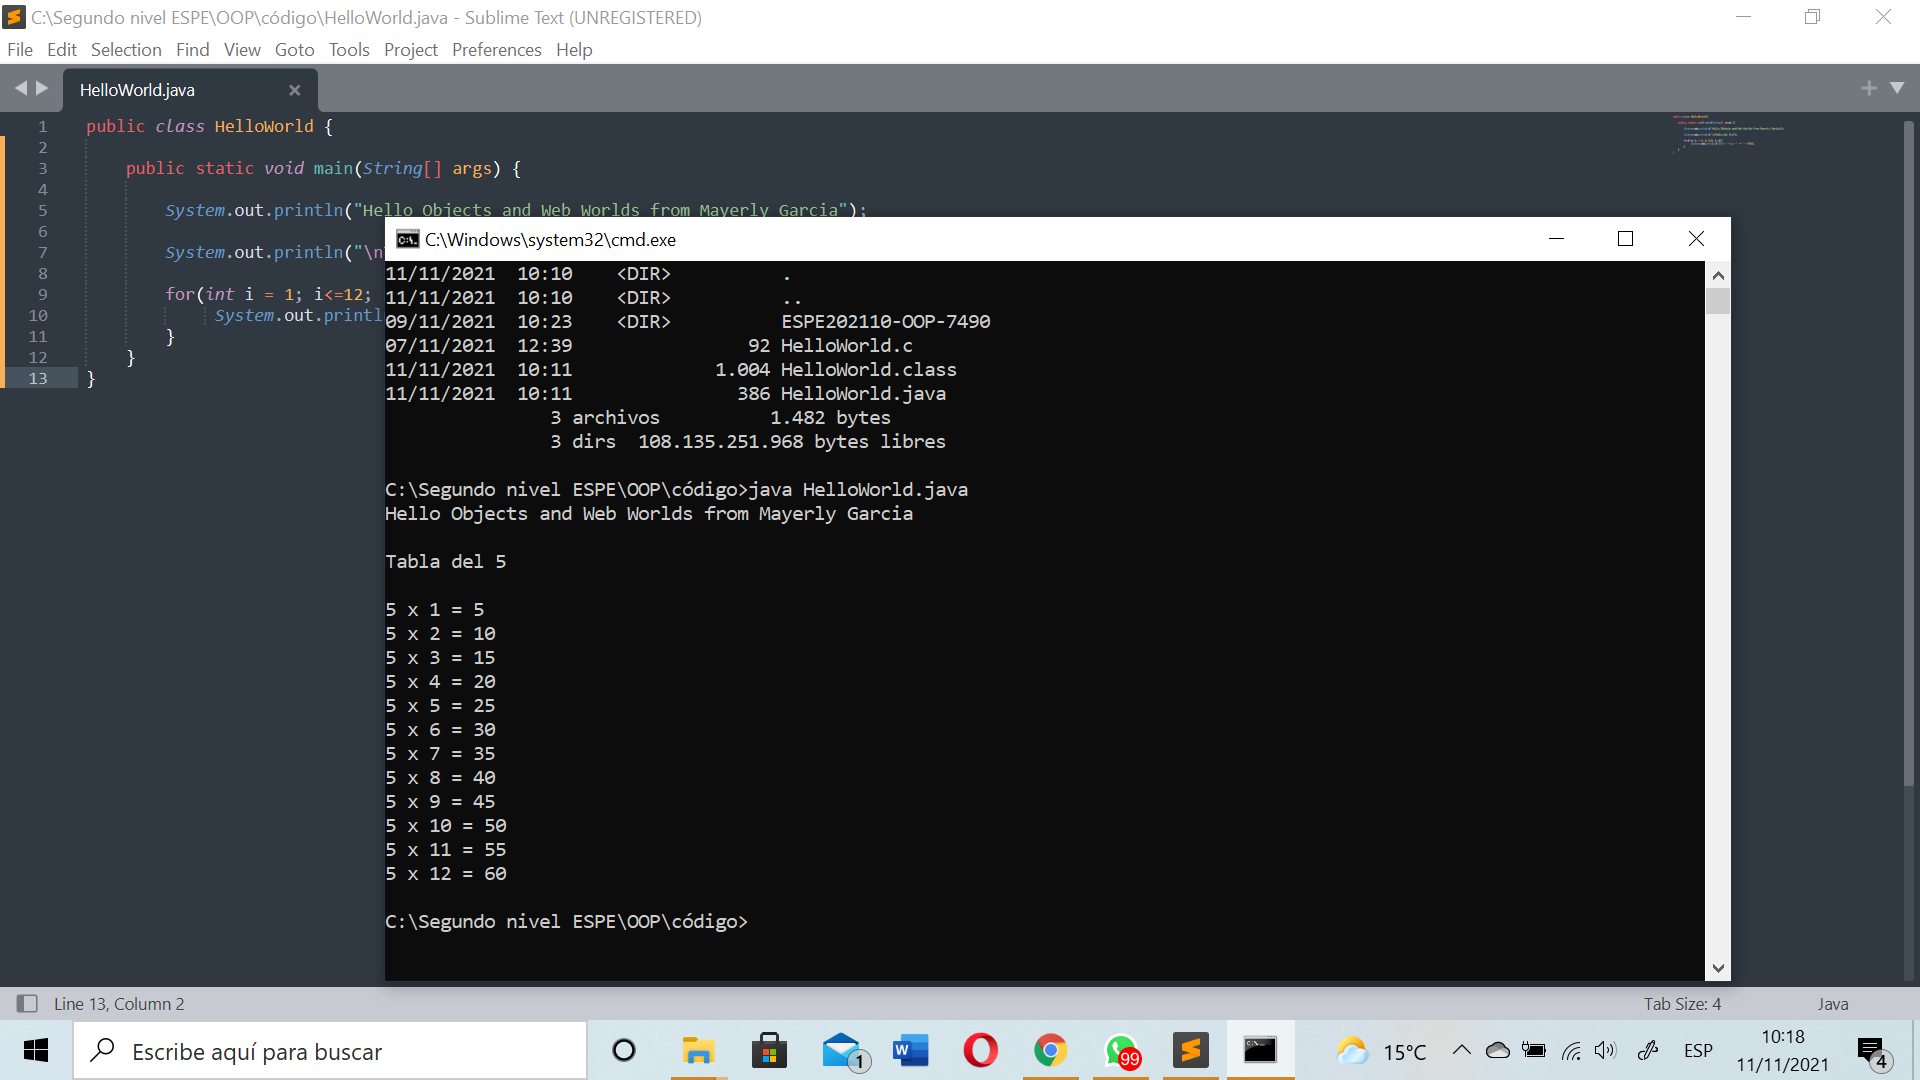 C:\Segundo nivel ESPE\OOP\código\HelloWorld.java - Sublime Text (UNREGISTERED)
File Edit Selection Find View Goto Tools Project Preferences Help
HelloWorld.java
1 public class HelloWorld {
2
3 public static void main(String[] args) {
4
5 System.out.println("Hello Objects and Web Worlds from Mayerly Garcia");
6
7 System.out.println("\n
8
9 for(int i = 1; i<=12;
10 System.out.printl
11 }
12 }
13 }
C:\Windows\system32\cmd.exe
11/11/2021 10:10 <DIR> .
11/11/2021 10:10 <DIR> ..
09/11/2021 10:23 <DIR> ESPE202110-OOP-7490
07/11/2021 12:39 92 HelloWorld.c
11/11/2021 10:11 1.004 HelloWorld.class
11/11/2021 10:11 386 HelloWorld.java
3 archivos 1.482 bytes
3 dirs 108.135.251.968 bytes libres
C:\Segundo nivel ESPE\OOP\código>java HelloWorld.java
Hello Objects and Web Worlds from Mayerly Garcia
Tabla del 5
5 x 1 = 5
5 x 2 = 10
5 x 3 = 15
5 x 4 = 20
5 x 5 = 25
5 x 6 = 30
5 x 7 = 35
5 x 8 = 40
5 x 9 = 45
5 x 10 = 50
5 x 11 = 55
5 x 12 = 60
C:\Segundo nivel ESPE\OOP\código>
Line 13, Column 2
Tab Size: 4
Java
Escribe aquí para buscar
1
99
15°C
ESP
10:18
11/11/2021
4